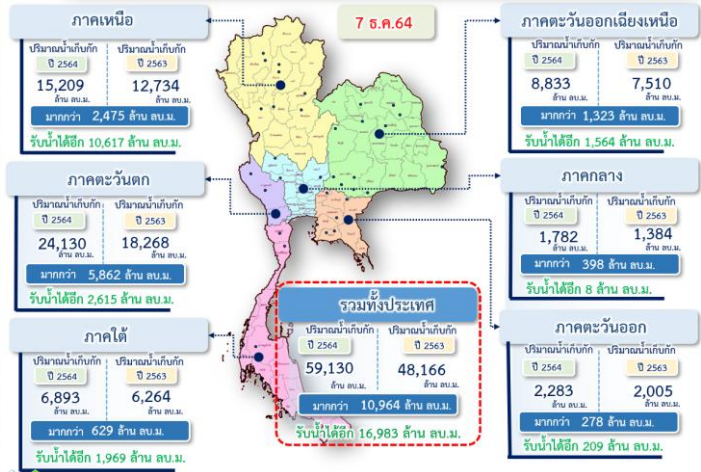 7 ธ.ค.64
ภาคเหนือ
ปริมาณน้ำเก็บกัก ปริมาณน้ำเก็บกัก
ปี 2564 ปี 2563
15,209 12,734
ล้าน ลบ.ม. ล้าน ลบ.ม.
มากกว่า 2,475 ล้าน ลบ.ม.
รับน้ำได้อีก 10,617 ล้าน ลบ.ม.
ภาคตะวันออกเฉียงเหนือ
ปริมาณน้ำเก็บกัก ปริมาณน้ำเก็บกัก
ปี 2564 ปี 2563
8,833 7,510
ล้าน ลบ.ม. ล้าน ลบ.ม.
มากกว่า 1,323 ล้าน ลบ.ม.
รับน้ำได้อีก 1,564 ล้าน ลบ.ม.
ภาคตะวันตก
ปริมาณน้ำเก็บกัก ปริมาณน้ำเก็บกัก
ปี 2564 ปี 2563
24,130 18,268
ล้าน ลบ.ม. ล้าน ลบ.ม.
มากกว่า 5,862 ล้าน ลบ.ม.
รับน้ำได้อีก 2,615 ล้าน ลบ.ม.
ภาคกลาง
ปริมาณน้ำเก็บกัก ปริมาณน้ำเก็บกัก
ปี 2564 ปี 2563
1,782 1,384
ล้าน ลบ.ม. ล้าน ลบ.ม.
มากกว่า 398 ล้าน ลบ.ม.
รับน้ำได้อีก 8 ล้าน ลบ.ม.
ภาคใต้
ปริมาณน้ำเก็บกัก ปริมาณน้ำเก็บกัก
ปี 2564 ปี 2563
6,893 6,264
ล้าน ลบ.ม. ล้าน ลบ.ม.
มากกว่า 629 ล้าน ลบ.ม.
รับน้ำได้อีก 1,969 ล้าน ลบ.ม.
รวมทั้งประเทศ
ปริมาณน้ำเก็บกัก ปริมาณน้ำเก็บกัก
ปี 2564 ปี 2563
59,130 48,166
ล้าน ลบ.ม. ล้าน ลบ.ม.
มากกว่า 10,964 ล้าน ลบ.ม.
รับน้ำได้อีก 16,983 ล้าน ลบ.ม.
ภาคตะวันออก
ปริมาณน้ำเก็บกัก ปริมาณน้ำเก็บกัก
ปี 2564 ปี 2563
2,283 2,005
ล้าน ลบ.ม. ล้าน ลบ.ม.
มากกว่า 278 ล้าน ลบ.ม.
รับน้ำได้อีก 209 ล้าน ลบ.ม.